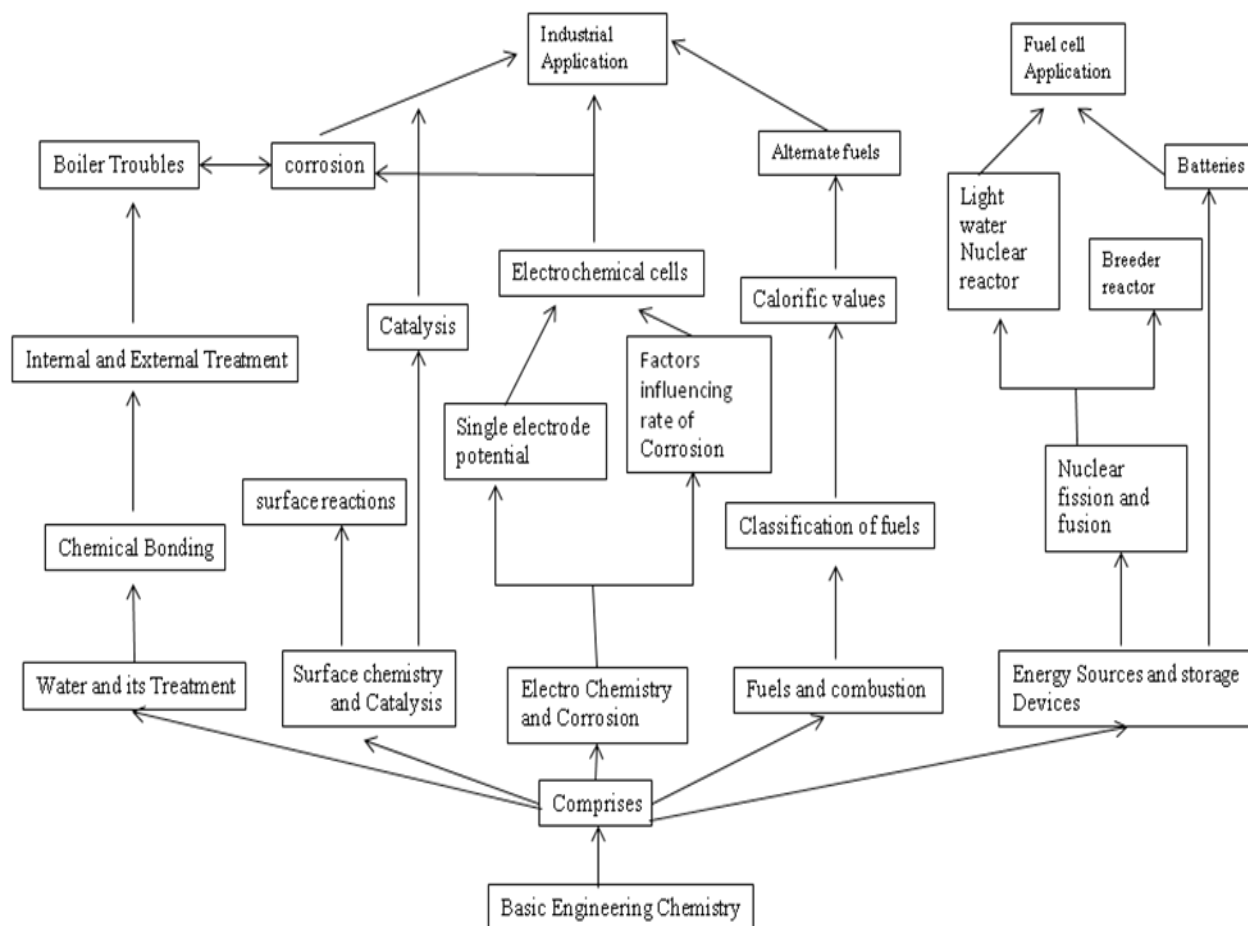 Industrial
Application
Fuel cell
Application
Boiler Troubles
corrosion
Alternate fuels
Batteries
Light
water
Nuclear
reactor
Breeder
reactor
Electrochemical cells
Calorific values
Catalysis
Internal and External Treatment
Factors
influencing
rate of
Corrosion
Single electrode
potential
Nuclear
fission and
fusion
surface reactions
Classification of fuels
Chemical Bonding
Water and its Treatment
Surface chemistry
and Catalysis
Electro Chemistry
and Corrosion
Fuels and combustion
Energy Sources and storage
Devices
Comprises
Basic Engineering Chemistry